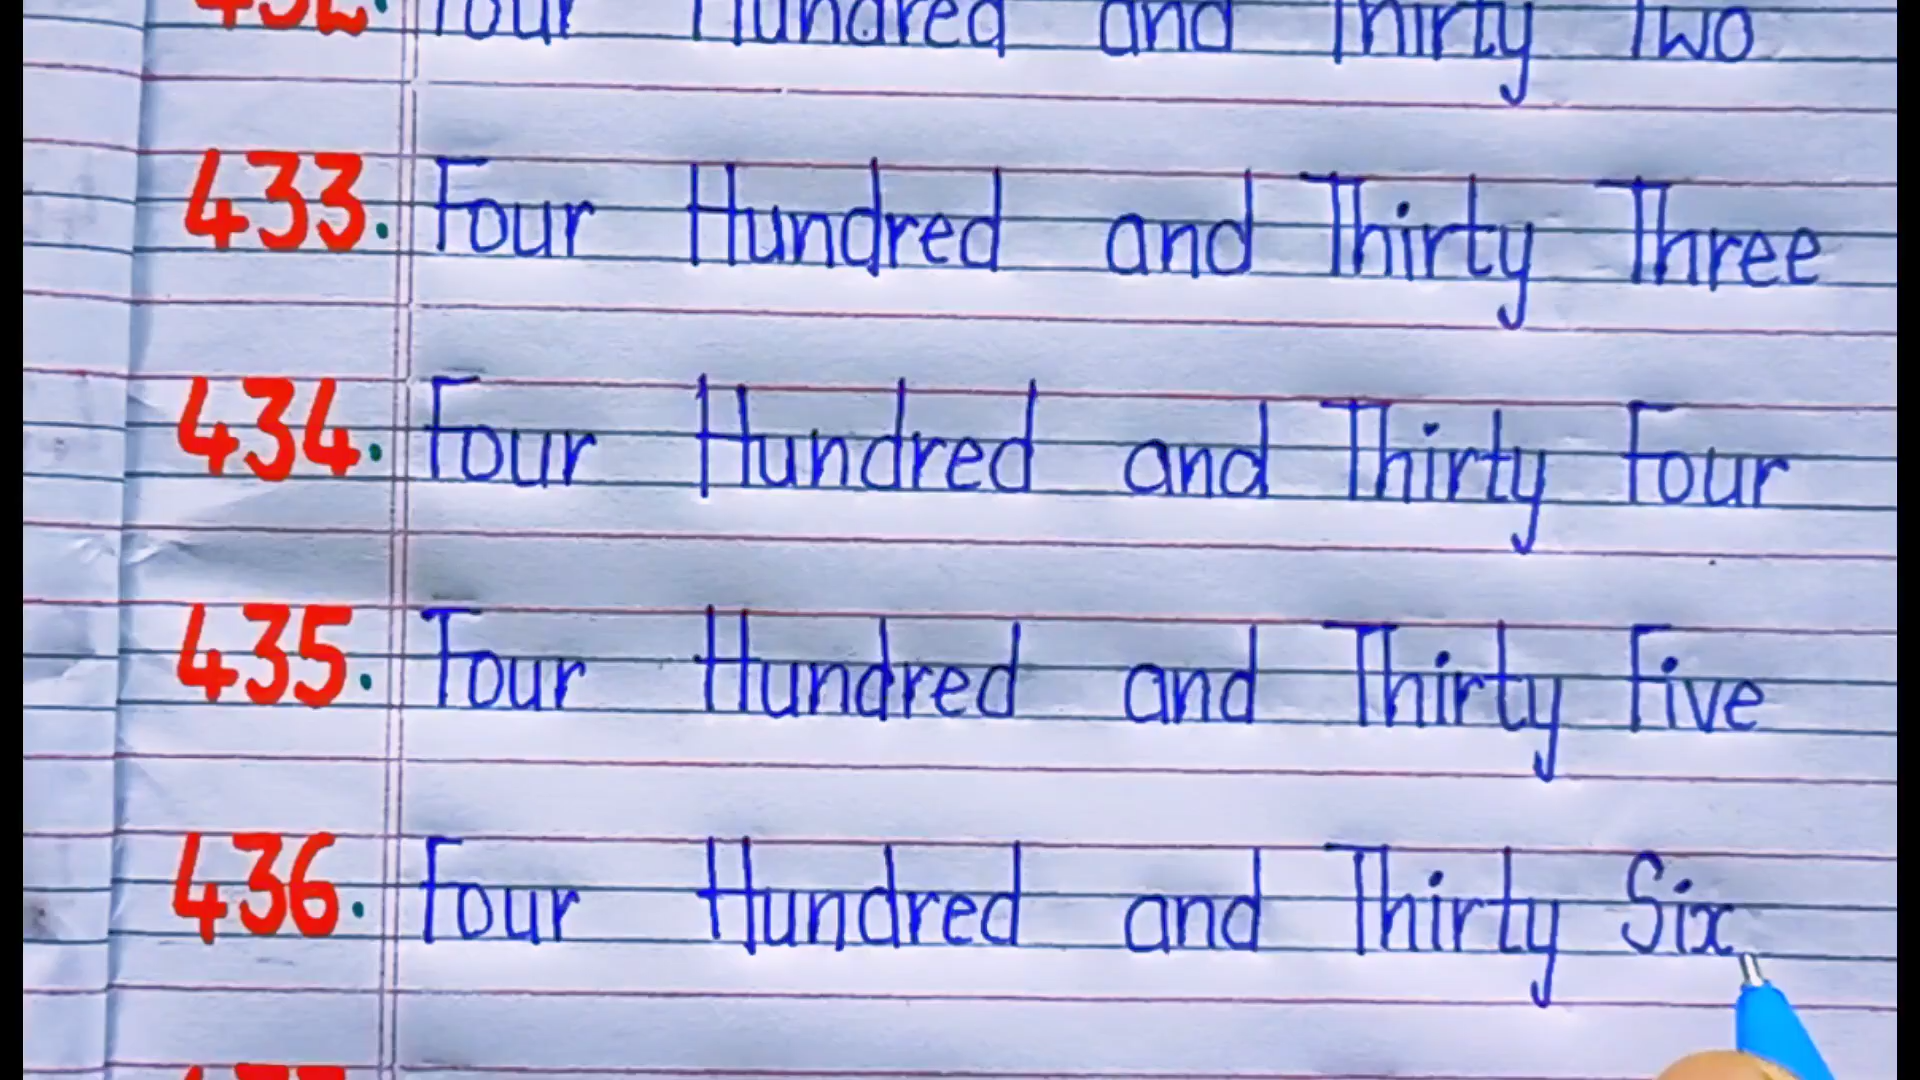 432. Four Hundred and Thirty Two
433. Four Hundred and Thirty Three
434. Four Hundred and Thirty Four
435. Four Hundred and Thirty Five
436. Four Hundred and Thirty Six